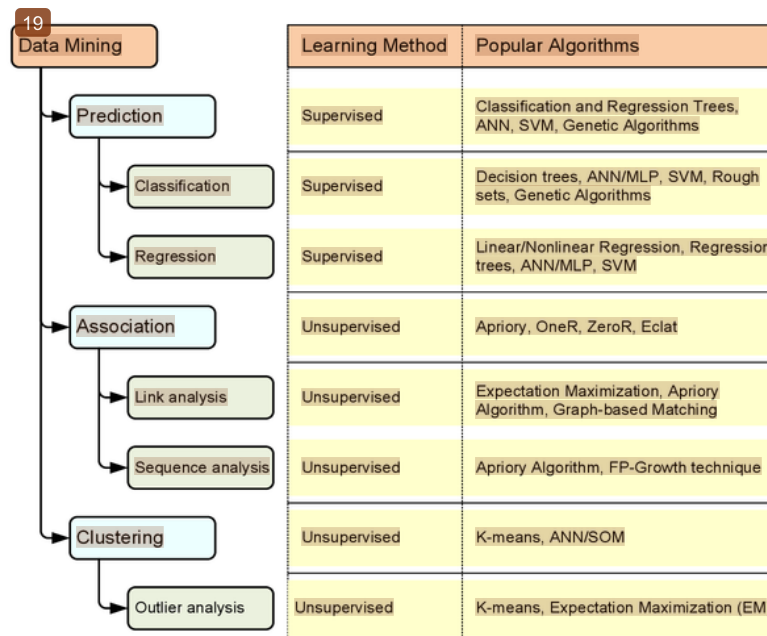 19
Data Mining
Learning Method
Popular Algorithms
Prediction
Supervised
Classification and Regression Trees,
ANN, SVM, Genetic Algorithms
Classification
Supervised
Decision trees, ANN/MLP, SVM, Rough
sets, Genetic Algorithms
Regression
Supervised
Linear/Nonlinear Regression, Regression
trees, ANN/MLP, SVM
Association
Unsupervised
Apriory, OneR, ZeroR, Eclat
Link analysis
Unsupervised
Expectation Maximization, Apriory
Algorithm, Graph-based Matching
Sequence analysis
Unsupervised
Apriory Algorithm, FP-Growth technique
Clustering
Unsupervised
K-means, ANN/SOM
Outlier analysis
Unsupervised
K-means, Expectation Maximization (EM